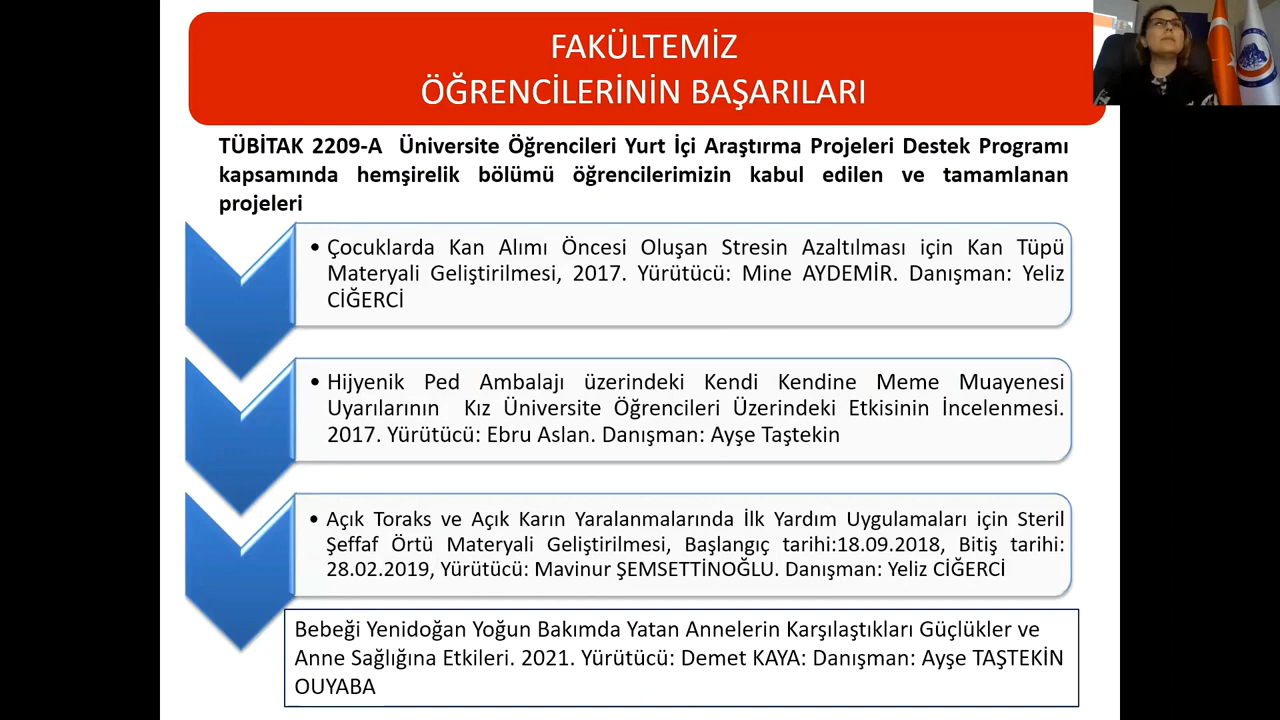 FAKÜLTEMİZ
ÖĞRENCİLERİNİN BAŞARILARI
TÜBİTAK 2209-A Üniversite Öğrencileri Yurt İçi Araştırma Projeleri Destek Programı
kapsamında hemşirelik bölümü öğrencilerimizin kabul edilen ve tamamlanan
projeleri
• Çocuklarda Kan Alımı Öncesi Oluşan Stresin Azaltılması için Kan Tüpü
Materyali Geliştirilmesi, 2017. Yürütücü: Mine AYDEMİR. Danışman: Yeliz
CİĞERCİ
• Hijyenik Ped Ambalajı üzerindeki Kendi Kendine Meme Muayenesi
Uyarılarının Kız Üniversite Öğrencileri Üzerindeki Etkisinin İncelenmesi.
2017. Yürütücü: Ebru Aslan. Danışman: Ayşe Taştekin
• Açık Toraks ve Açık Karın Yaralanmalarında İlk Yardım Uygulamaları için Steril
Şeffaf Örtü Materyali Geliştirilmesi, Başlangıç tarihi:18.09.2018, Bitiş tarihi:
28.02.2019, Yürütücü: Mavinur ŞEMSETTİNOĞLU. Danışman: Yeliz CİĞERCİ
Bebeği Yenidoğan Yoğun Bakımda Yatan Annelerin Karşılaştıkları Güçlükler ve
Anne Sağlığına Etkileri. 2021. Yürütücü: Demet KAYA: Danışman: Ayşe TAŞTEKİN
OUYABA